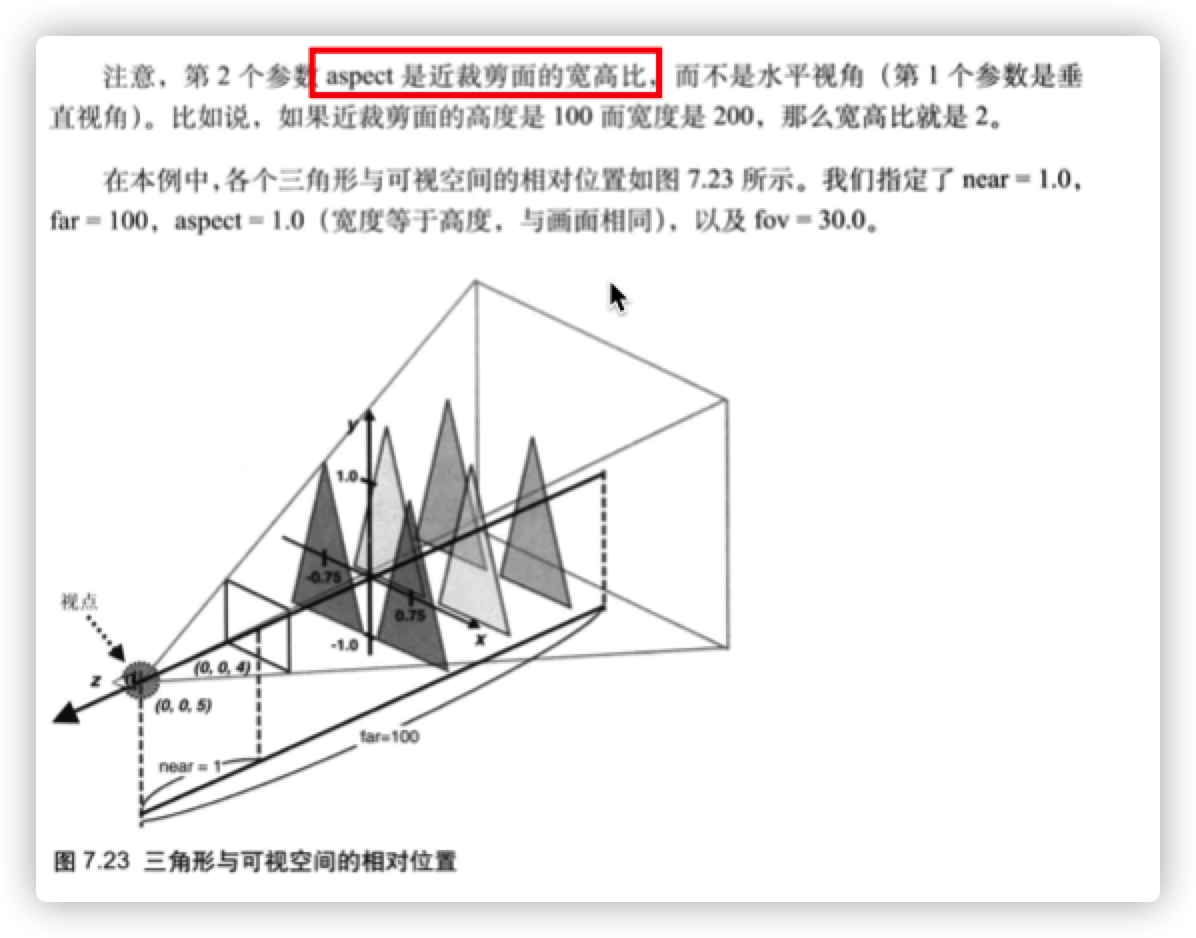 注意，第 2 个参数 aspect 是近裁剪面的宽高比，而不是水平视角（第 1 个参数是垂
直视角）。比如说，如果近裁剪面的高度是 100 而宽度是 200，那么宽高比就是 2。
在本例中，各个三角形与可视空间的相对位置如图 7.23 所示。我们指定了 near = 1.0，
far = 100，aspect = 1.0（宽度等于高度，与画面相同），以及 fov = 30.0。
y
1.0
-0.75
视点
0.75
-1.0
x
(0, 0, 4)
z
(0, 0, 5)
far=100
near = 1
图 7.23 三角形与可视空间的相对位置